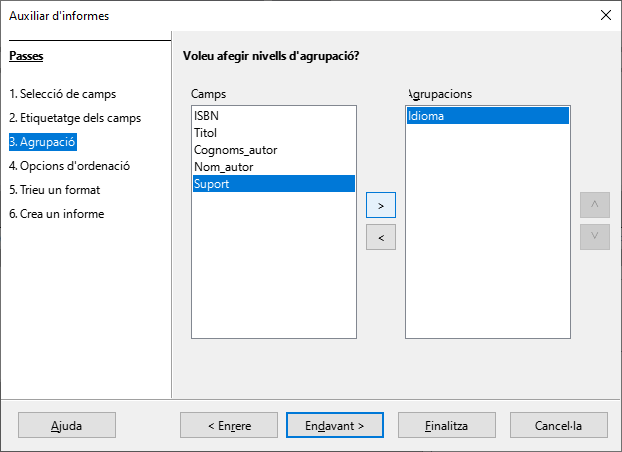 Auxiliar d'informes
Passes
1. Selecció de camps
2. Etiquetatge dels camps
3. Agrupació
4. Opcions d'ordenació
5. Trieu un format
6. Crea un informe
Voleu afegir nivells d'agrupació?
Camps
ISBN
Titol
Cognoms_autor
Nom_autor
Suport
>
<
Agrupacions
Idioma
^
v
Ajuda
< Enrere
Endavant >
Finalitza
Cancel·la